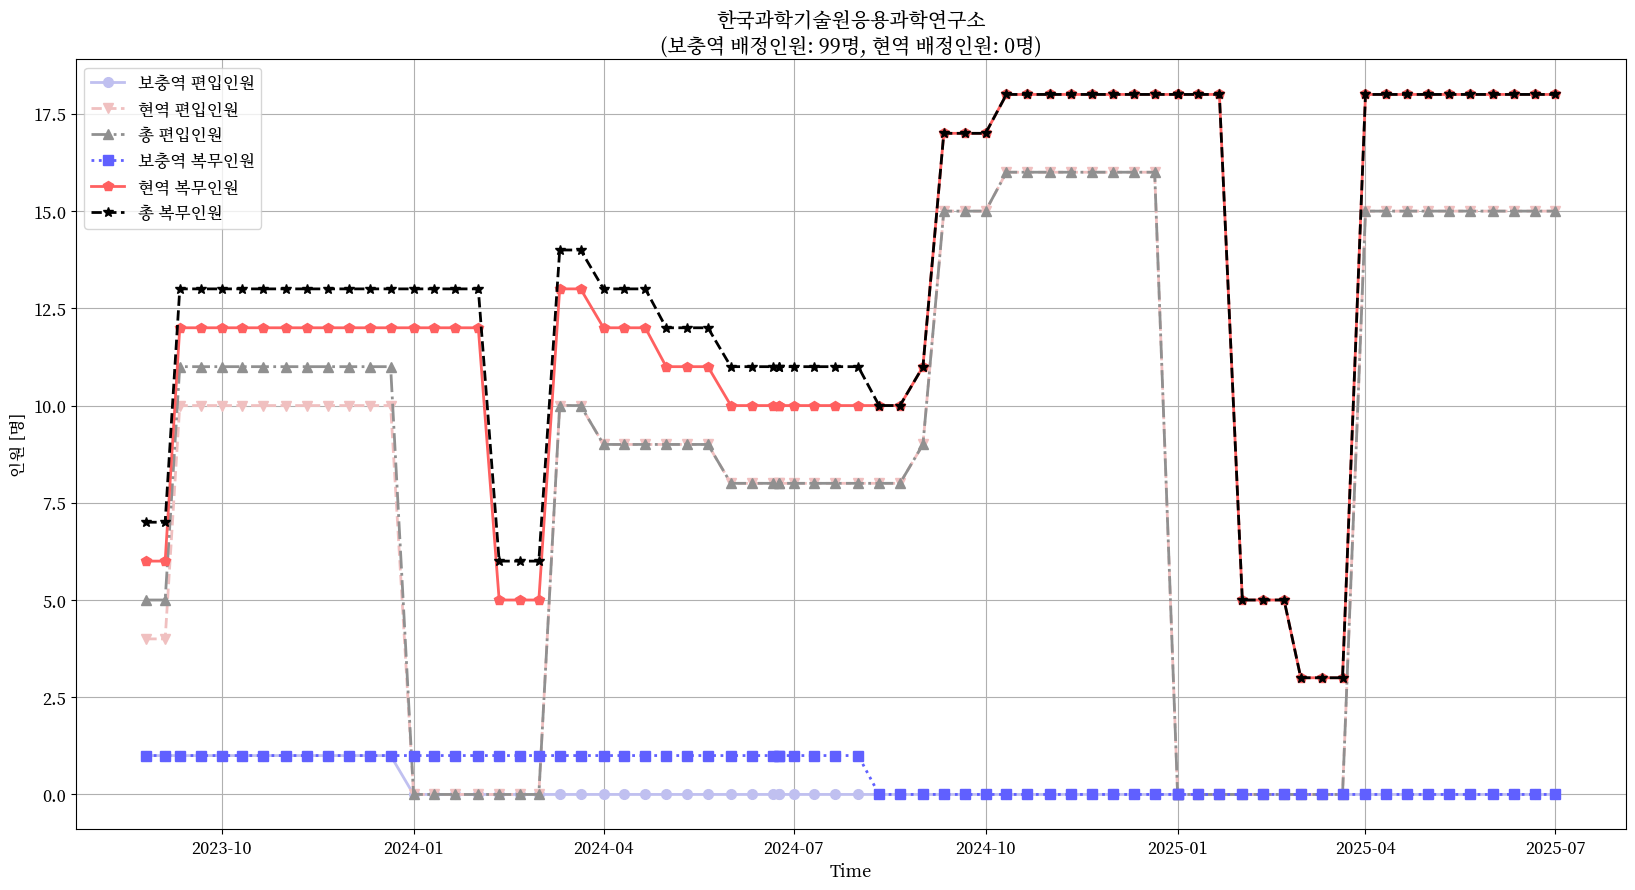 한국과학기술원응용과학연구소
(보충역 배정인원: 99명, 현역 배정인원: 0명)
보충역 편입인원
현역 편입인원
총 편입인원
보충역 복무인원
현역 복무인원
총 복무인원
17.5
15.0
12.5
10.0
7.5
5.0
2.5
0.0
인원 [명]
2023-10 2024-01 2024-04 2024-07 2024-10 2025-01 2025-04 2025-07
Time